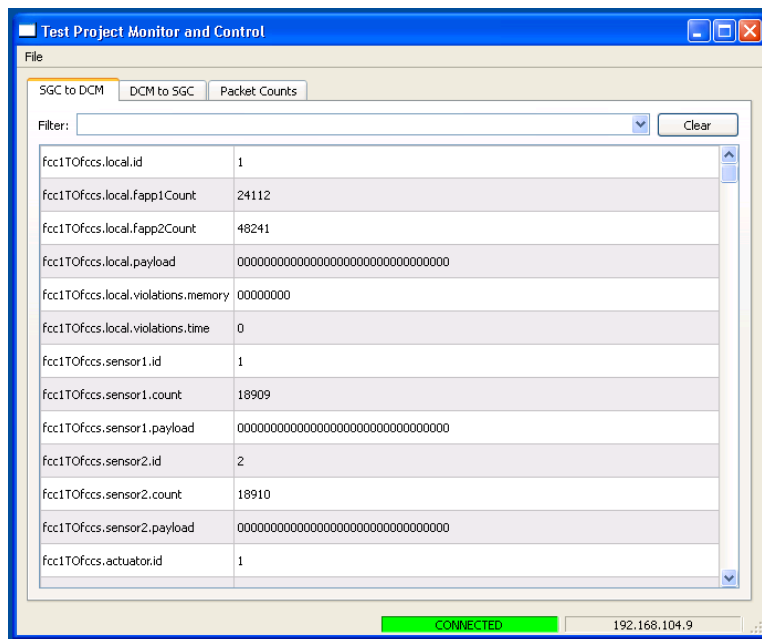 Test Project Monitor and Control
File
SGC to DCM DCM to SGC Packet Counts
Filter: Clear
fcc1TOfccs.local.id 1
fcc1TOfccs.local.fapp1Count 24112
fcc1TOfccs.local.fapp2Count 48241
fcc1TOfccs.local.payload 00000000000000000000000000000000
fcc1TOfccs.local.violations.memory 00000000
fcc1TOfccs.local.violations.time 0
fcc1TOfccs.sensor1.id 1
fcc1TOfccs.sensor1.count 18909
fcc1TOfccs.sensor1.payload 00000000000000000000000000000000
fcc1TOfccs.sensor2.id 2
fcc1TOfccs.sensor2.count 18910
fcc1TOfccs.sensor2.payload 00000000000000000000000000000000
fcc1TOfccs.actuator.id 1
CONNECTED 192.168.104.9